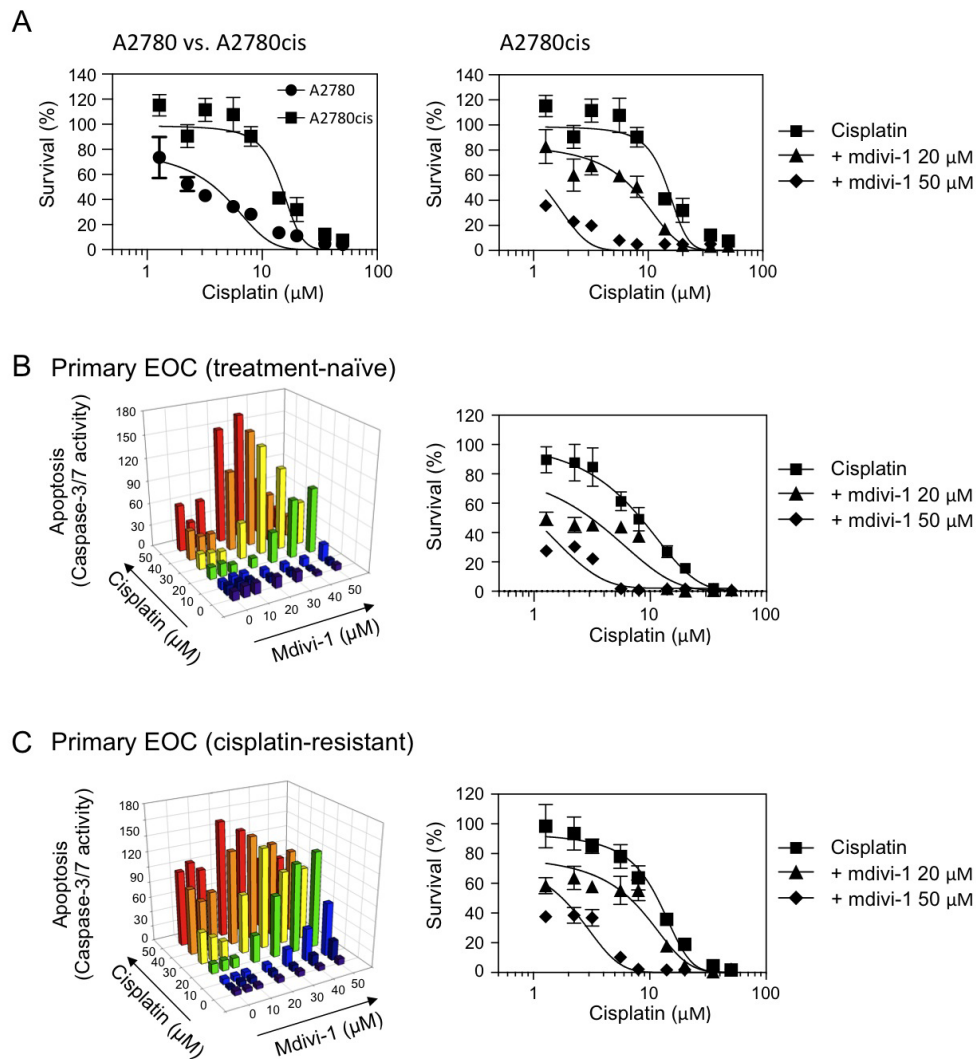 A
A2780 vs. A2780cis
A2780cis
Survival (%)
140
120
100
80
60
40
20
0
1
10
100
Cisplatin (µM)
A2780
A2780cis
Survival (%)
140
120
100
80
60
40
20
0
1
10
100
Cisplatin (µM)
Cisplatin
+ mdivi-1 20 µM
+ mdivi-1 50 µM
B Primary EOC (treatment-naïve)
Apoptosis
(Caspase-3/7 activity)
180
150
120
90
60
30
0
50
40
30
20
10
0
Cisplatin (µM)
0
10
20
30
40
50
Mdivi-1 (µM)
Survival (%)
120
100
80
60
40
20
0
1
10
100
Cisplatin (µM)
Cisplatin
+ mdivi-1 20 µM
+ mdivi-1 50 µM
C Primary EOC (cisplatin-resistant)
Apoptosis
(Caspase-3/7 activity)
180
150
120
90
60
30
0
50
40
30
20
10
0
Cisplatin (µM)
0
10
20
30
40
50
Mdivi-1 (µM)
Survival (%)
120
100
80
60
40
20
0
1
10
100
Cisplatin (µM)
Cisplatin
+ mdivi-1 20 µM
+ mdivi-1 50 µM